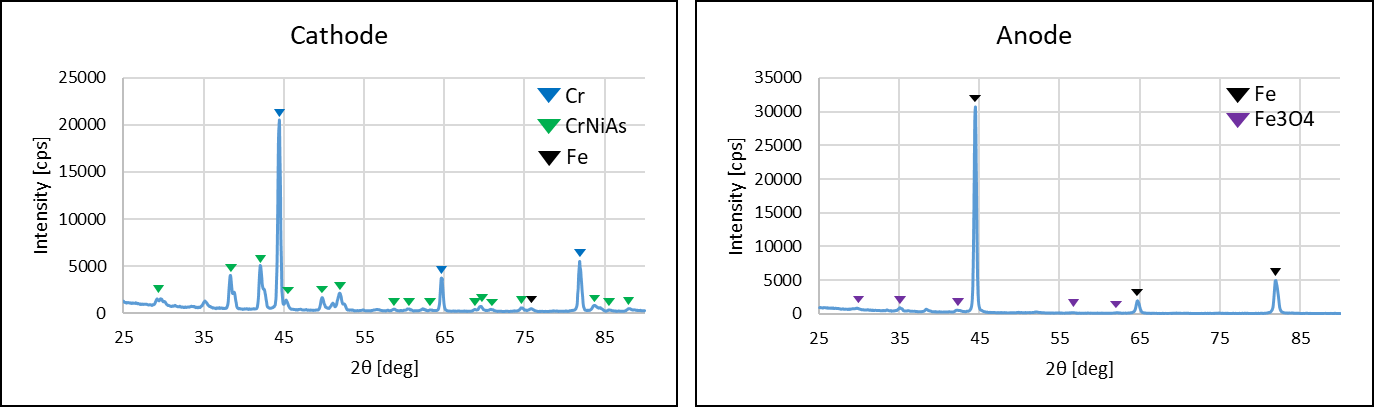 Cathode
25000
20000
15000
10000
5000
0
Intensity [cps]
25 35 45 55 65 75 85
2θ [deg]
Cr
CrNiAs
Fe
Anode
35000
30000
25000
20000
15000
10000
5000
0
Intensity [cps]
25 35 45 55 65 75 85
2θ [deg]
Fe
Fe3O4